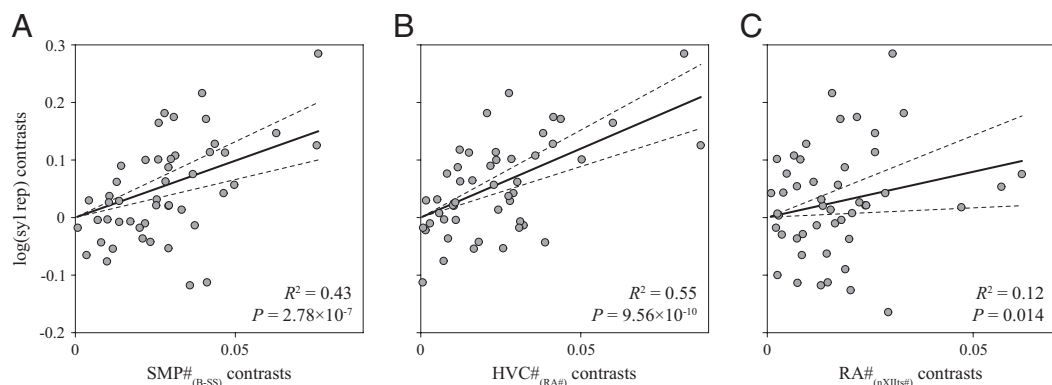 A
B
C
log(syl rep) contrasts
0.3
0.2
0.1
0
-0.1
-0.2
R² = 0.43
P = 2.78×10⁻⁷
R² = 0.55
P = 9.56×10⁻¹⁰
R² = 0.12
P = 0.014
0
0.05
0
0.05
0
0.05
SMP#(B-SS) contrasts
HVC#(RA#) contrasts
RA#(nXIIts#) contrasts